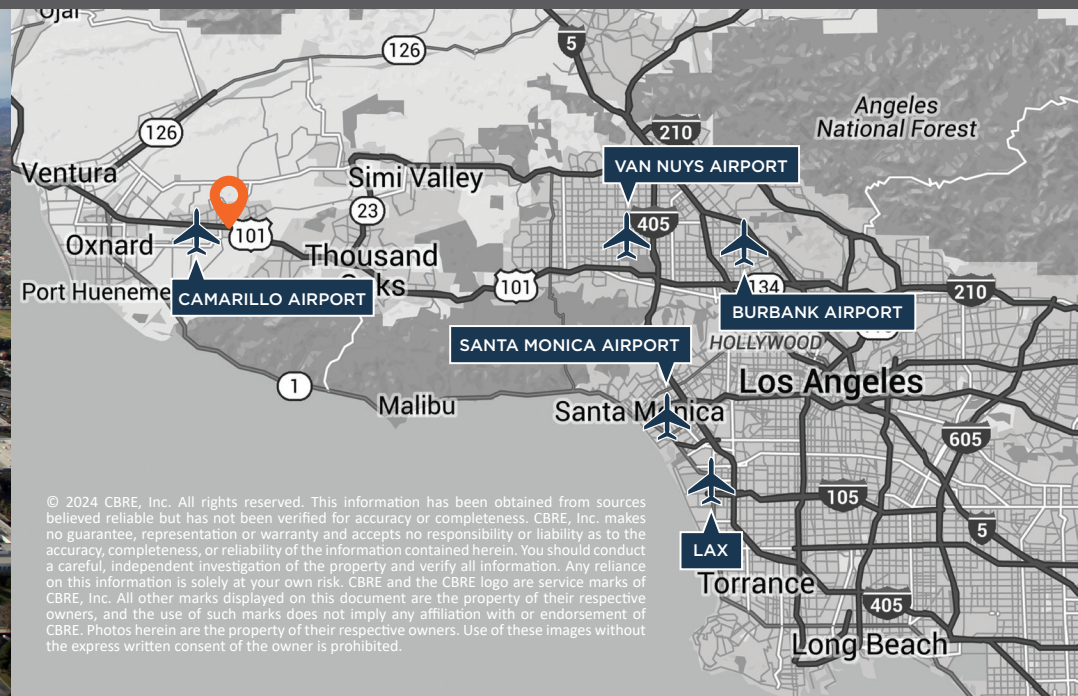 Ojai
126
5
Angeles
National Forest
126
210
VAN NUYS AIRPORT
Ventura
Simi Valley
23
405
101
Oxnard
Thousand
Port Hueneme
CAMARILLO AIRPORT
101
134
210
BURBANK AIRPORT
SANTA MONICA AIRPORT
HOLLYWOOD
Los Angeles
1
Malibu
Santa Monica
605
105
5
LAX
Torrance
405
Long Beach
© 2024 CBRE, Inc. All rights reserved. This information has been obtained from sources
believed reliable but has not been verified for accuracy or completeness. CBRE, Inc. makes
no guarantee, representation or warranty and accepts no responsibility or liability as to the
accuracy, completeness, or reliability of the information contained herein. You should conduct
a careful, independent investigation of the property and verify all information. Any reliance
on this information is solely at your own risk. CBRE and the CBRE logo are service marks of
CBRE, Inc. All other marks displayed on this document are the property of their respective
owners, and the use of such marks does not imply any affiliation with or endorsement of
CBRE. Photos herein are the property of their respective owners. Use of these images without
the express written consent of the owner is prohibited.